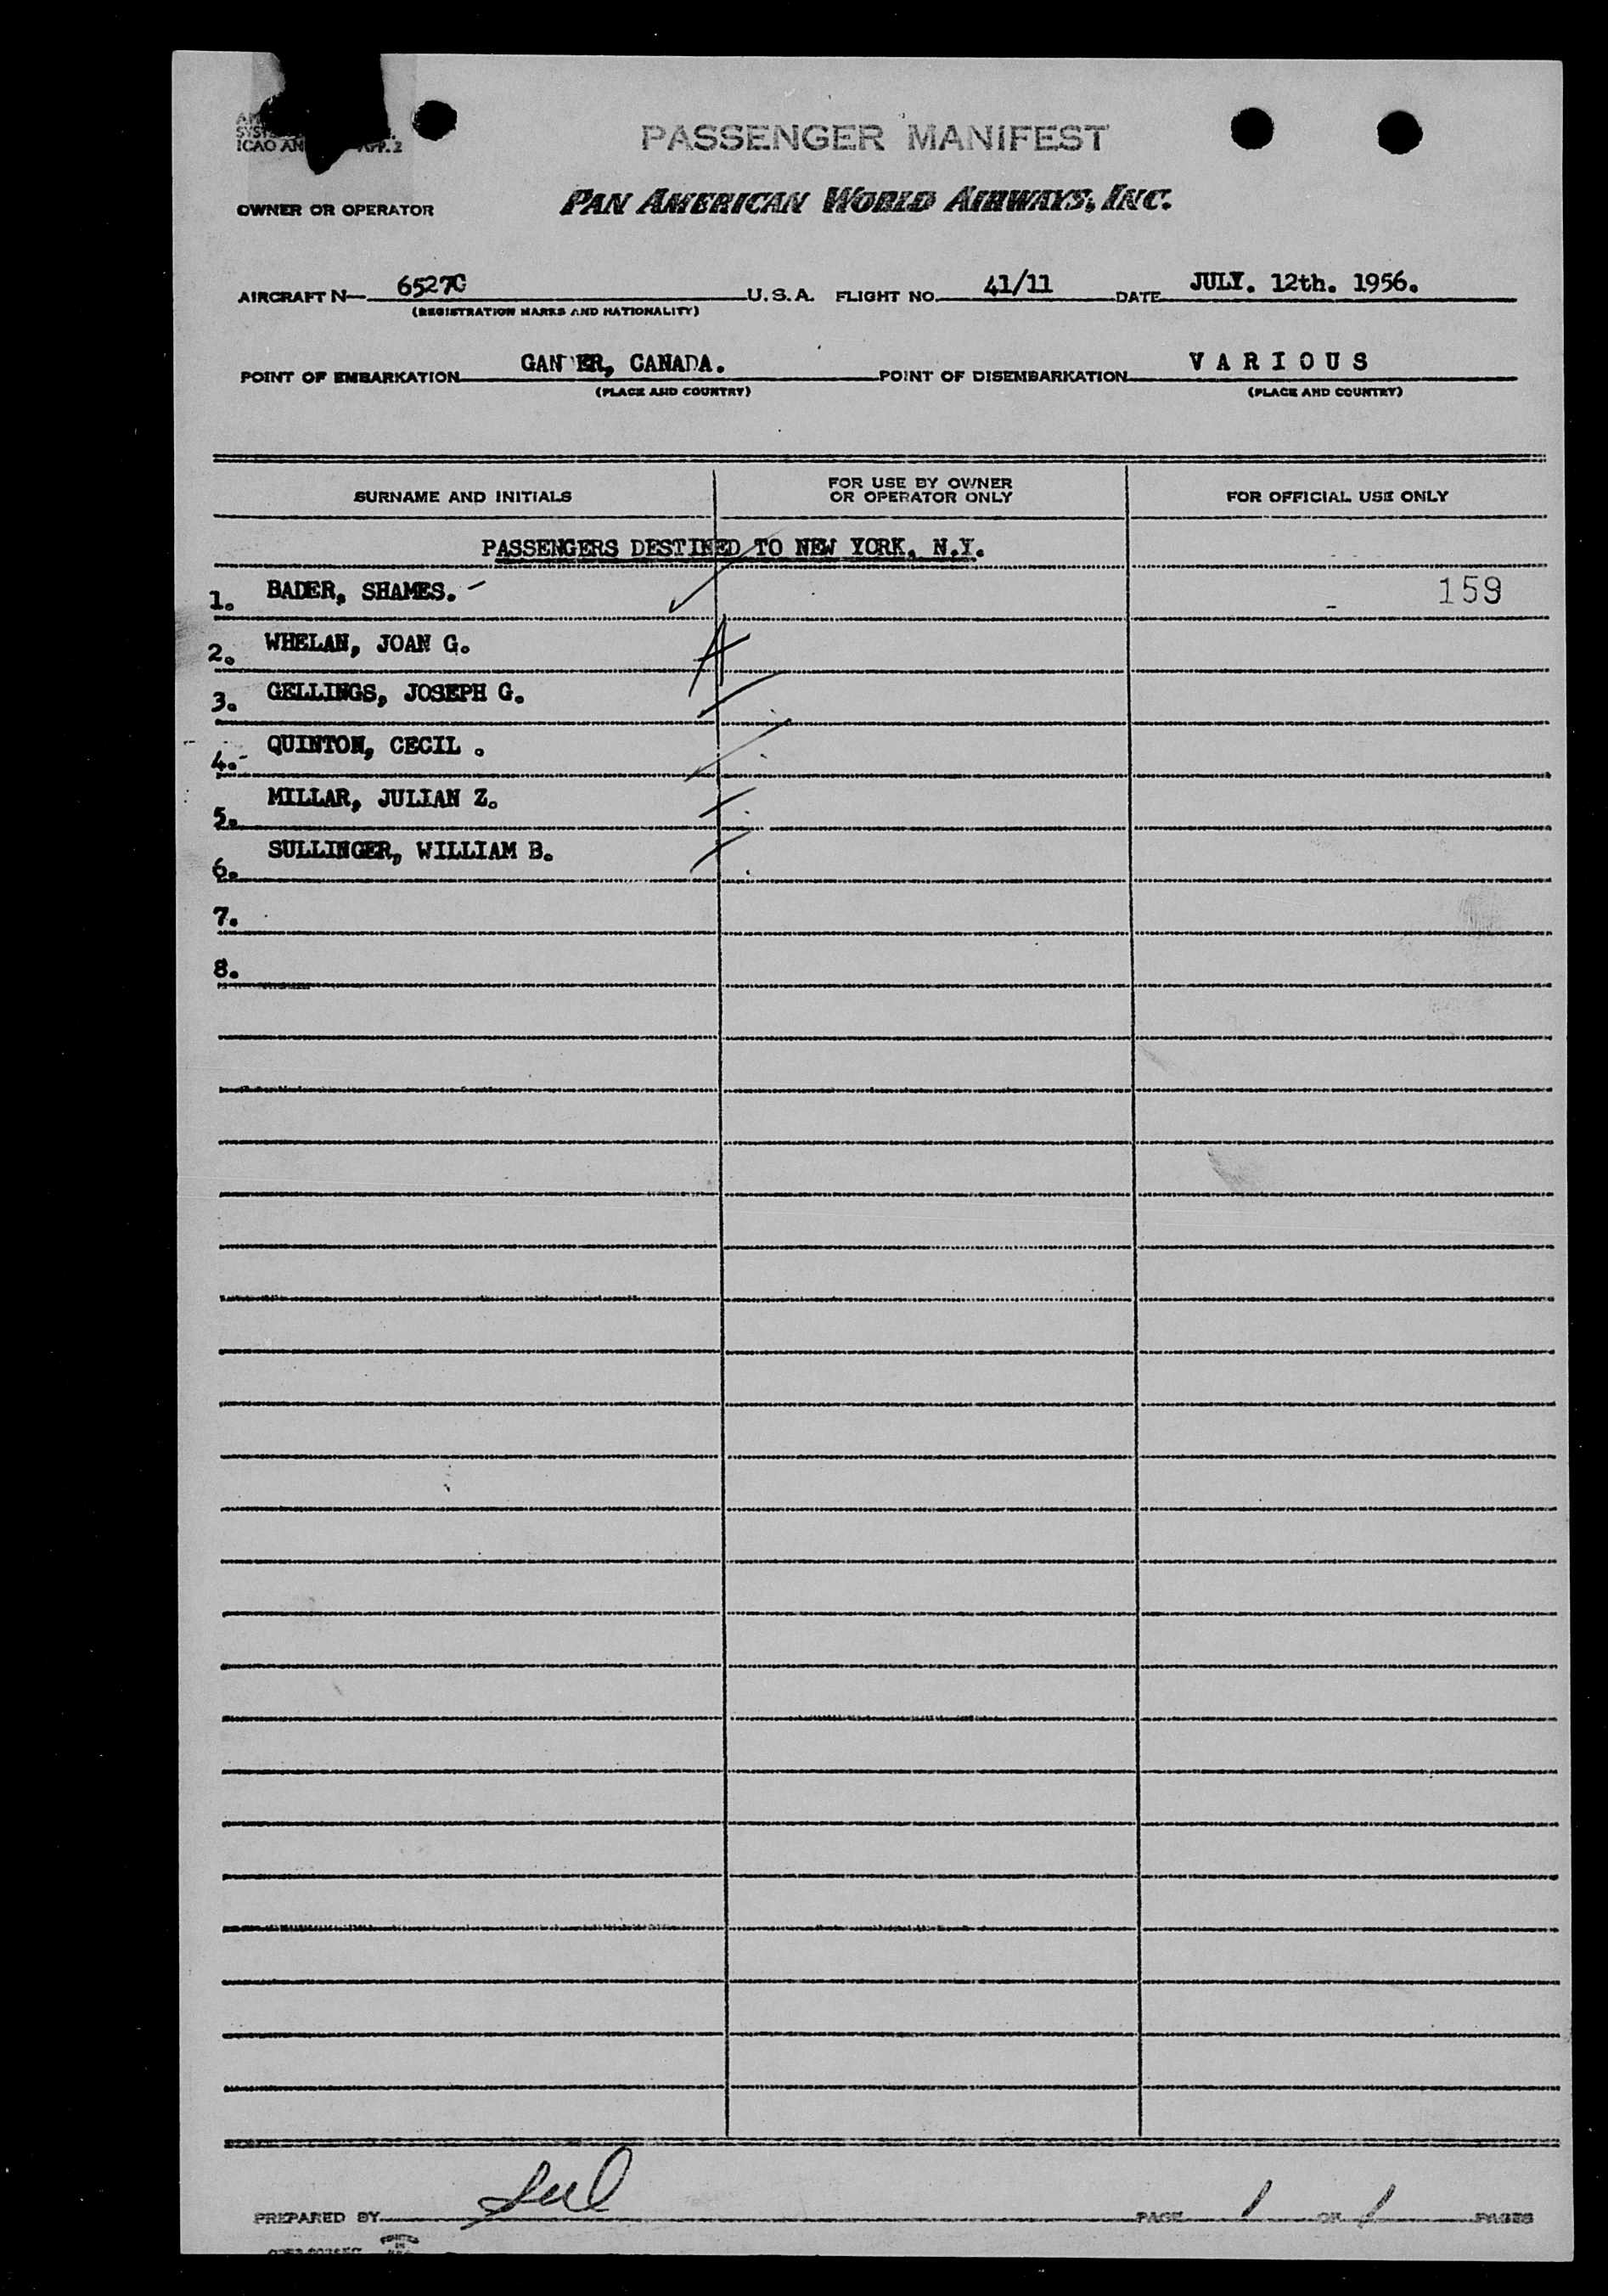 ICAO AN APP. 2
PASSENGER MANIFEST
OWNER OR OPERATOR PAN AMERICAN WORLD AIRWAYS, INC.
AIRCRAFT N— 6527C U.S.A. FLIGHT NO. 41/11 DATE JULY. 12th. 1956.
(REGISTRATION MARKS AND NATIONALITY)
POINT OF EMBARKATION GANDER, CANADA. POINT OF DISEMBARKATION V A R I O U S
(PLACE AND COUNTRY) (PLACE AND COUNTRY)
SURNAME AND INITIALS FOR USE BY OWNER OR OPERATOR ONLY FOR OFFICIAL USE ONLY
PASSENGERS DESTINED TO NEW YORK, N.Y.
1. BADER, SHAMES. - 159
2. WHELAN, JOAN G.
3. GELLINGS, JOSEPH G.
4. QUINTON, CECIL .
5. MILLAR, JULIAN Z.
6. SULLINGER, WILLIAM B.
7.
8.
PREPARED BY PAGE 1 OF 1 PAGES